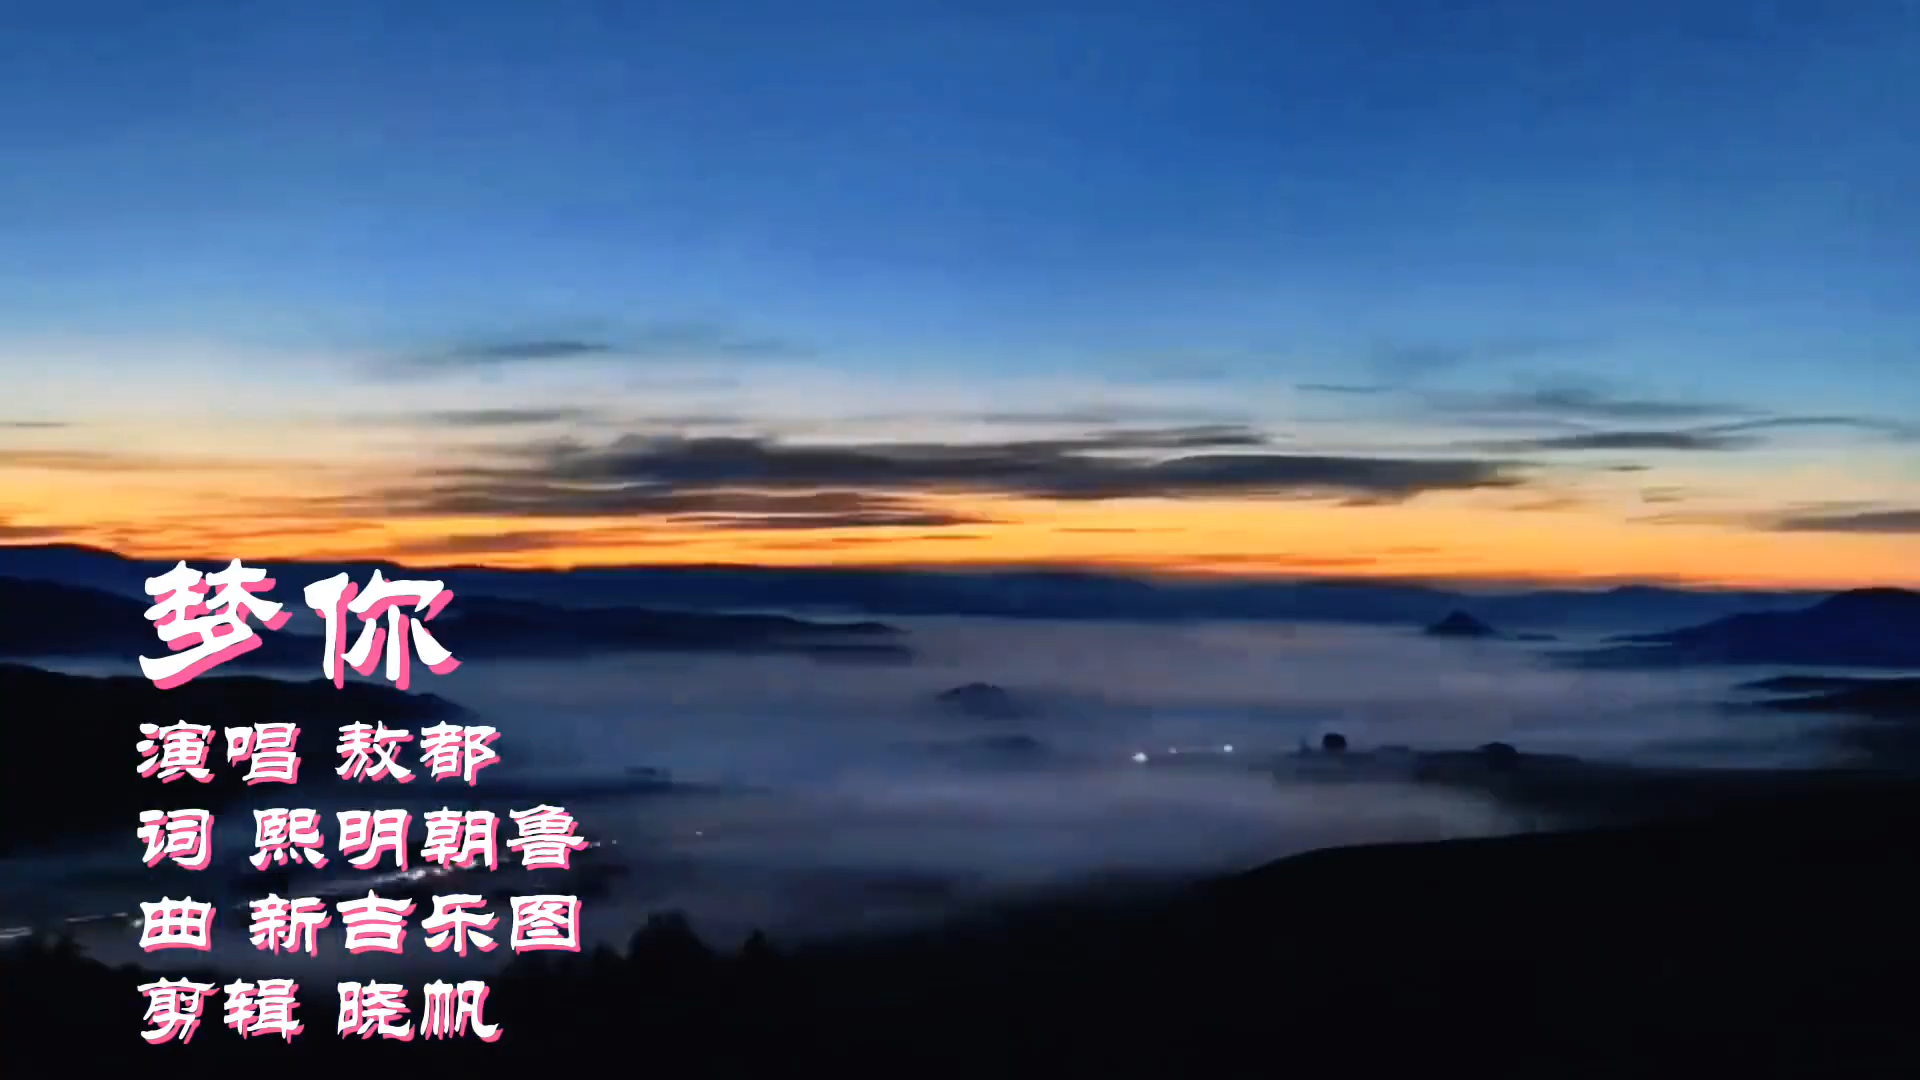 梦你
演唱 敖都
词 熙明朝鲁
曲 新吉乐图
剪辑 晓帆